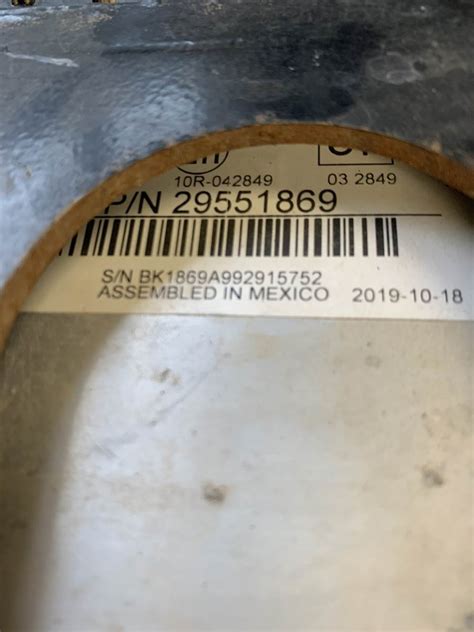 10R-042849 03 2849
P/N 29551869
S/N BK1869A992915752
ASSEMBLED IN MEXICO 2019-10-18